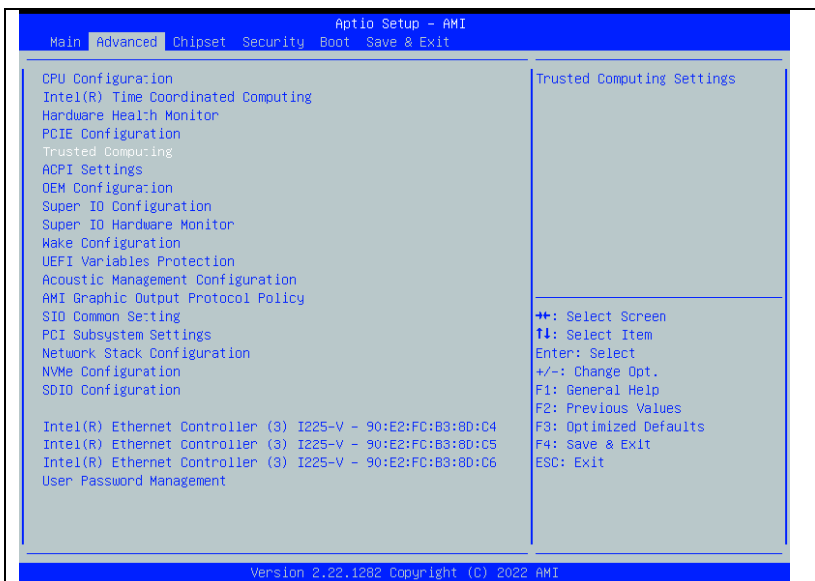 Aptio Setup – AMI
Main Advanced Chipset Security Boot Save & Exit
CPU Configuration
Intel(R) Time Coordinated Computing
Hardware Health Monitor
PCIE Configuration
Trusted Computing
ACPI Settings
OEM Configuration
Super IO Configuration
Super IO Hardware Monitor
Wake Configuration
UEFI Variables Protection
Acoustic Management Configuration
AMI Graphic Output Protocol Policy
SIO Common Setting
PCI Subsystem Settings
Network Stack Configuration
NVMe Configuration
SDIO Configuration
Intel(R) Ethernet Controller (3) I225-V – 90:E2:FC:B3:8D:C4
Intel(R) Ethernet Controller (3) I225-V – 90:E2:FC:B3:8D:C5
Intel(R) Ethernet Controller (3) I225-V – 90:E2:FC:B3:8D:C6
User Password Management
Trusted Computing Settings
→←: Select Screen
↑↓: Select Item
Enter: Select
+/-: Change Opt.
F1: General Help
F2: Previous Values
F3: Optimized Defaults
F4: Save & Exit
ESC: Exit
Version 2.22.1282 Copyright (C) 2022 AMI